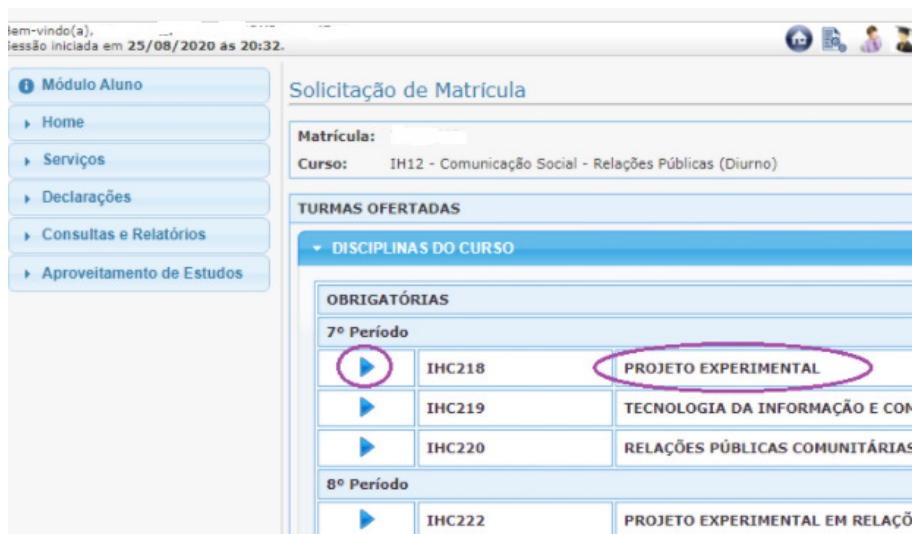 Bem-vindo(a),
Sessão iniciada em 25/08/2020 às 20:32.
Módulo Aluno
Home
Serviços
Declarações
Consultas e Relatórios
Aproveitamento de Estudos
Solicitação de Matrícula
Matrícula:
Curso: IH12 - Comunicação Social - Relações Públicas (Diurno)
TURMAS OFERTADAS
DISCIPLINAS DO CURSO
OBRIGATÓRIAS
7º Período
IHC218 PROJETO EXPERIMENTAL
IHC219 TECNOLOGIA DA INFORMAÇÃO E CON
IHC220 RELAÇÕES PÚBLICAS COMUNITÁRIAS
8º Período
IHC222 PROJETO EXPERIMENTAL EM RELAÇÕ